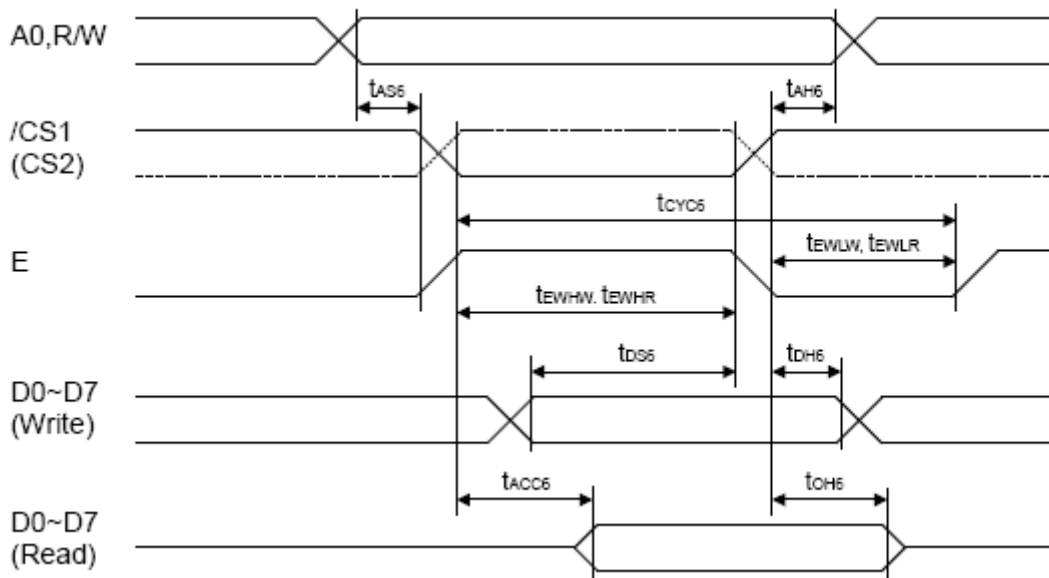 A0,R/W
tAS6
tAH6
/CS1
(CS2)
tCYC6
tEWLW, tEWLR
E
tEWHW. tEWHR
tDS6
tDH6
D0~D7
(Write)
tACC6
tOH6
D0~D7
(Read)